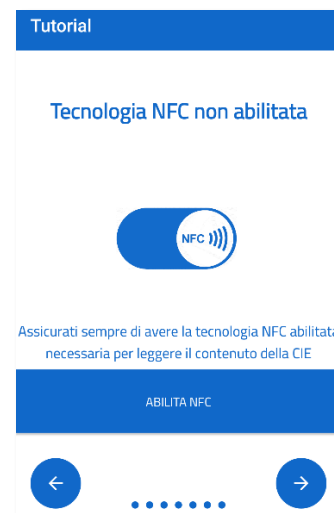 Tutorial
Tecnologia NFC non abilitata
NFC
Assicurati sempre di avere la tecnologia NFC abilitata
necessaria per leggere il contenuto della CIE
ABILITA NFC